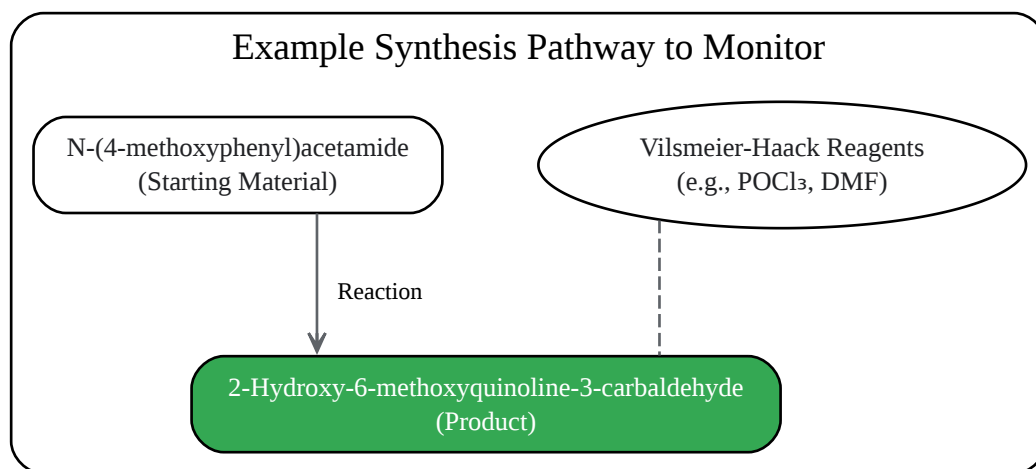 Example Synthesis Pathway to Monitor
N-(4-methoxyphenyl)acetamide
(Starting Material)
Vilsmeier-Haack Reagents
(e.g., POCl₃, DMF)
Reaction
2-Hydroxy-6-methoxyquinoline-3-carbaldehyde
(Product)